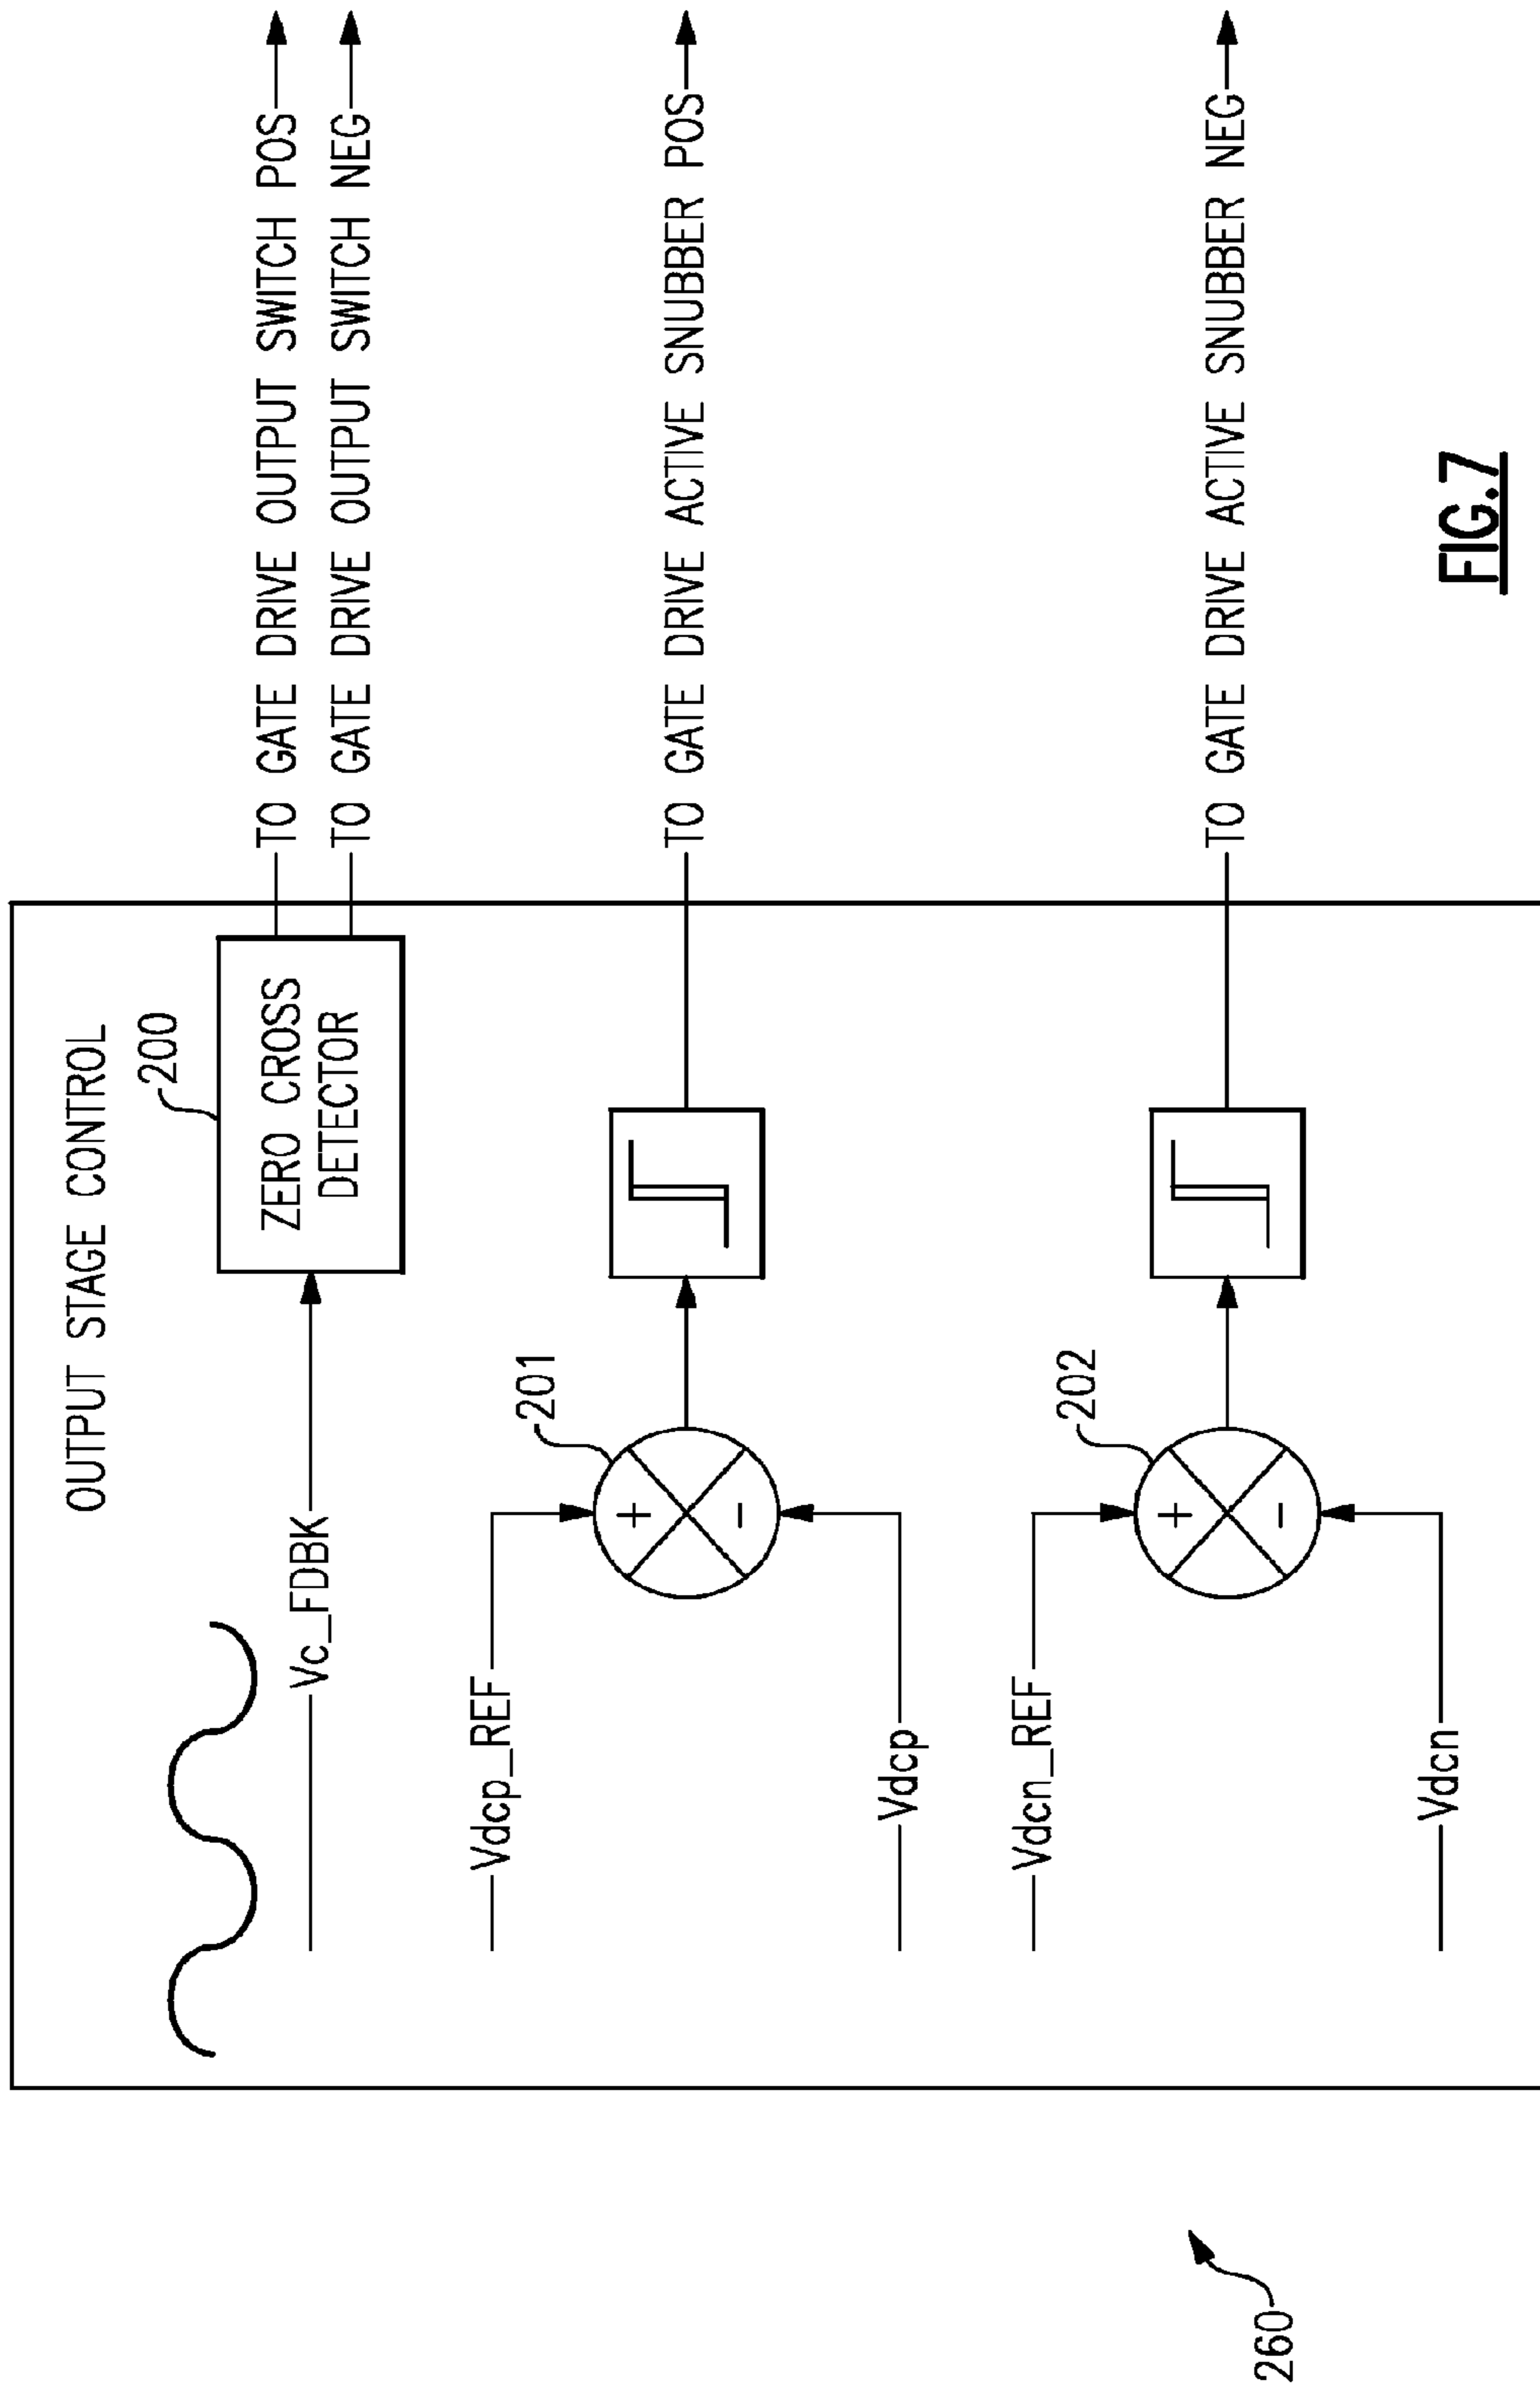 OUTPUT STAGE CONTROL
200
ZERO CROSS
DETECTOR
Vc_FDBK
TO GATE DRIVE OUTPUT SWITCH POS
TO GATE DRIVE OUTPUT SWITCH NEG
Vdcp_REF
201
+
-
Vdcp
TO GATE DRIVE ACTIVE SNUBBER POS
Vdcn_REF
202
+
-
Vdcn
TO GATE DRIVE ACTIVE SNUBBER NEG
260
FIG.7